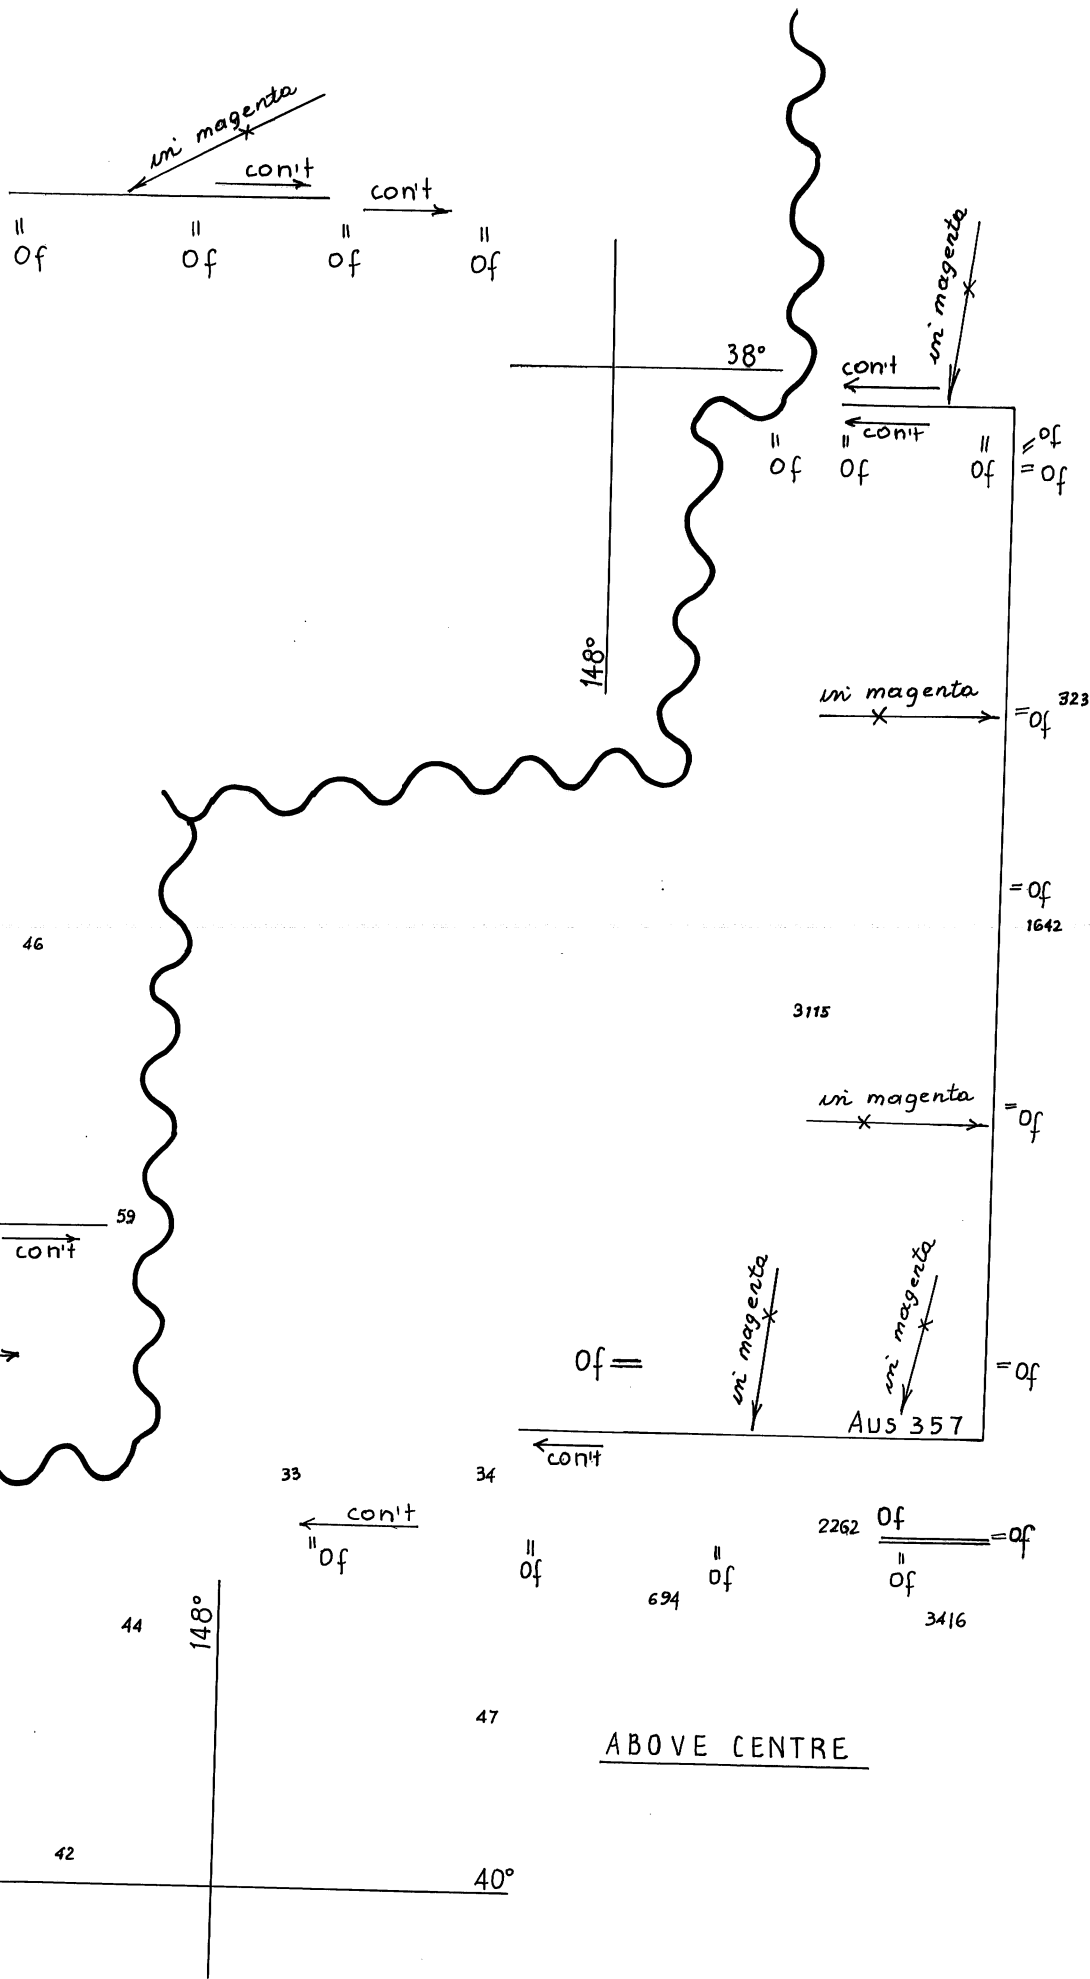 in magenta
con't
con't
" Of
" Of
" Of
" Of
in magenta
38°
con't
con't
" Of
" Of
" Of
= Of
= Of
148°
in magenta
= Of
323
= Of
1642
46
3115
in magenta
= Of
59
con't
in magenta
in magenta
Of =
= Of
Aus 357
con't
33
34
con't
2262
Of
= Of
" Of
" Of
" Of
" Of
694
3416
44
148°
47
ABOVE CENTRE
42
40°